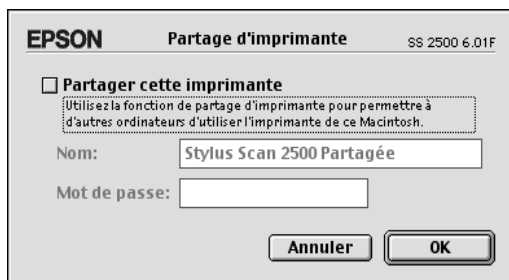 EPSON Partage d'imprimante SS 2500 6.01F
Partager cette imprimante
Utilisez la fonction de partage d'imprimante pour permettre à
d'autres ordinateurs d'utiliser l'imprimante de ce Macintosh.
Nom: Stylus Scan 2500 Partagée
Mot de passe:
Annuler OK